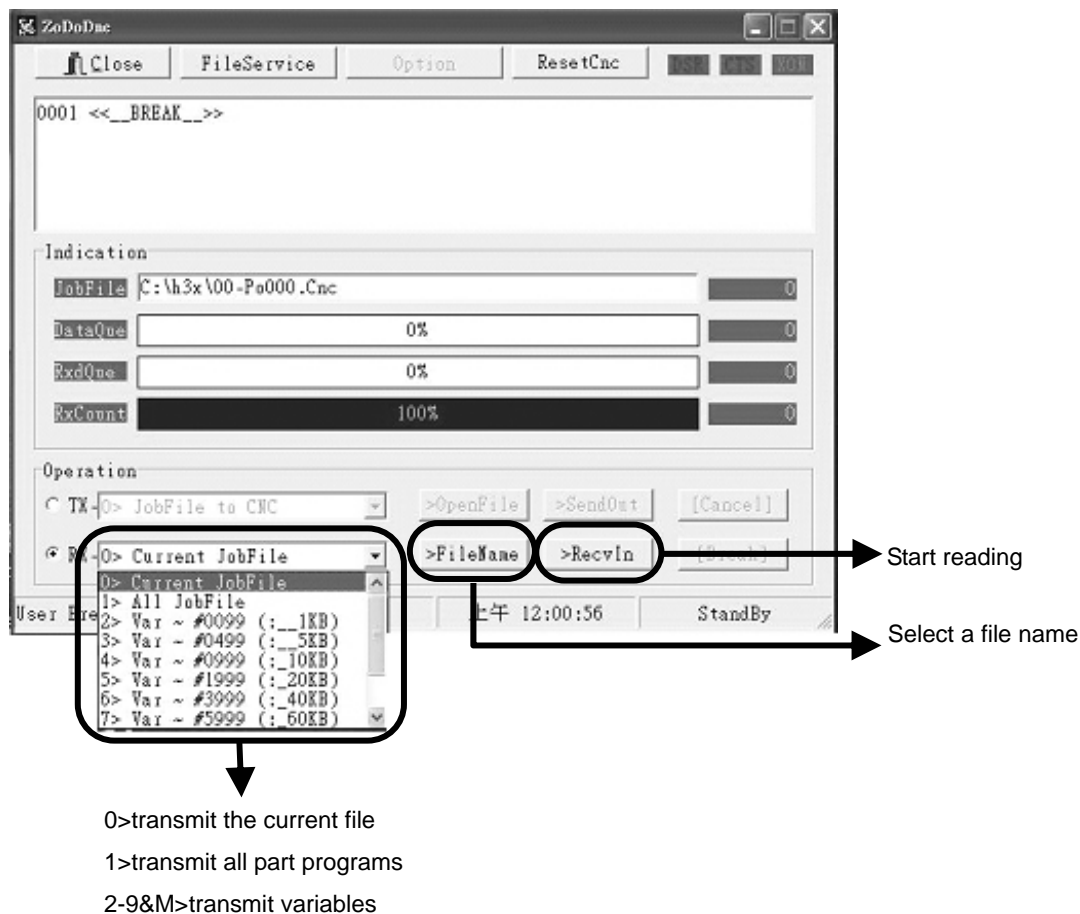 ZoDoDnc
Close FileService Option ResetCnc DSR CTS XON
0001 <<__BREAK__>>
Indication
JobFile C:\h3x\00-Po000.Cnc 0
DataQue 0% 0
RxdQue 0% 0
RxCount 100% 0
Operation
TX-0> JobFile to CNC >OpenFile >SendOut [Cancel]
RX-0> Current JobFile >FileName >RecvIn [Break] Start reading
0> Current JobFile
1> All JobFile
User Bre 上午 12:00:56 StandBy
2> Var ~ #0099 (:__1KB)
3> Var ~ #0499 (:__5KB)
Select a file name
4> Var ~ #0999 (:_10KB)
5> Var ~ #1999 (:_20KB)
6> Var ~ #3999 (:_40KB)
7> Var ~ #5999 (:_60KB)
0>transmit the current file
1>transmit all part programs
2-9&M>transmit variables